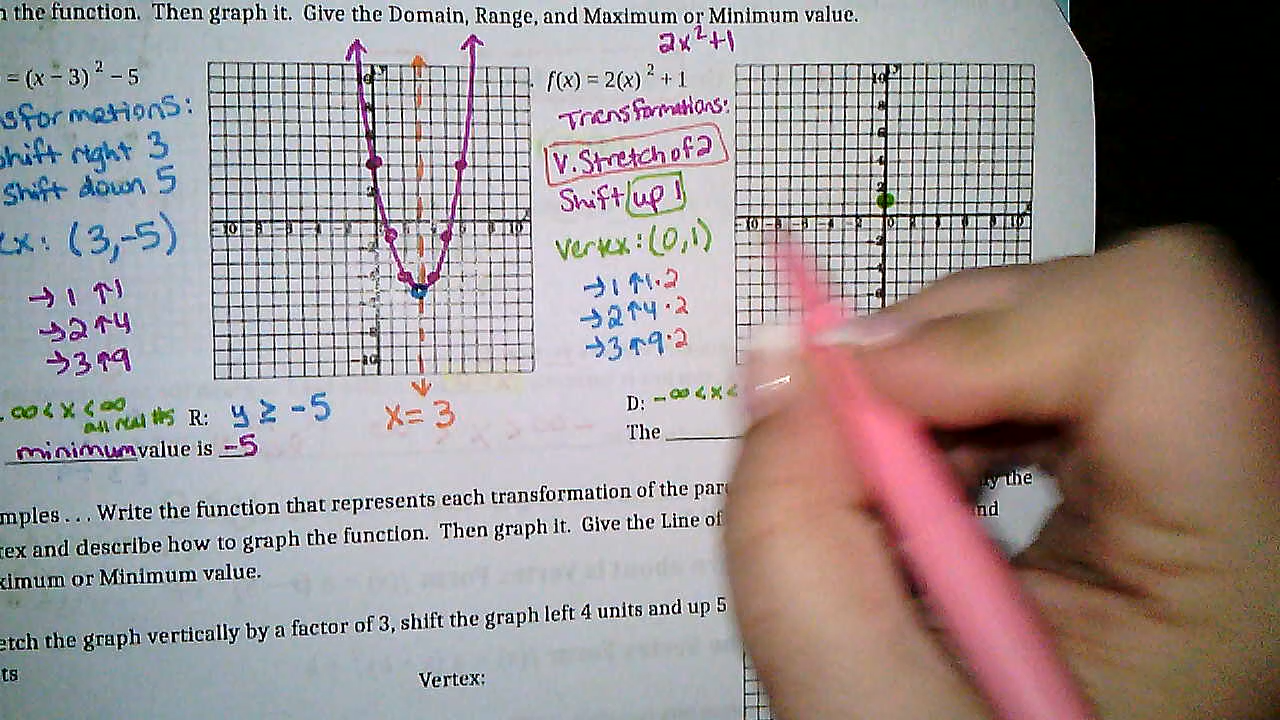 the function. Then graph it. Give the Domain, Range, and Maximum or Minimum value.
2x²+1
= (x − 3)² − 5
f(x) = 2(x)² + 1
sformations:
shift right 3
shift down 5
ex: (3,-5)
→ 1 ↑1
→ 2 ↑4
→ 3 ↑9
Transformations:
V. Stretch of 2
Shift up 1
vertex: (0,1)
→ 1 ↑ 1 · 2
→ 2 ↑ 4 · 2
→ 3 ↑ 9 · 2
∞ < x < ∞
all real #s
R: y ≥ -5
x = 3
D: -∞ < x <
minimum value is -5
The
mples . . . Write the function that represents each transformation of the par
y the
tex and describe how to graph the function. Then graph it. Give the Line of
nd
ximum or Minimum value.
etch the graph vertically by a factor of 3, shift the graph left 4 units and up 5
ts
Vertex: